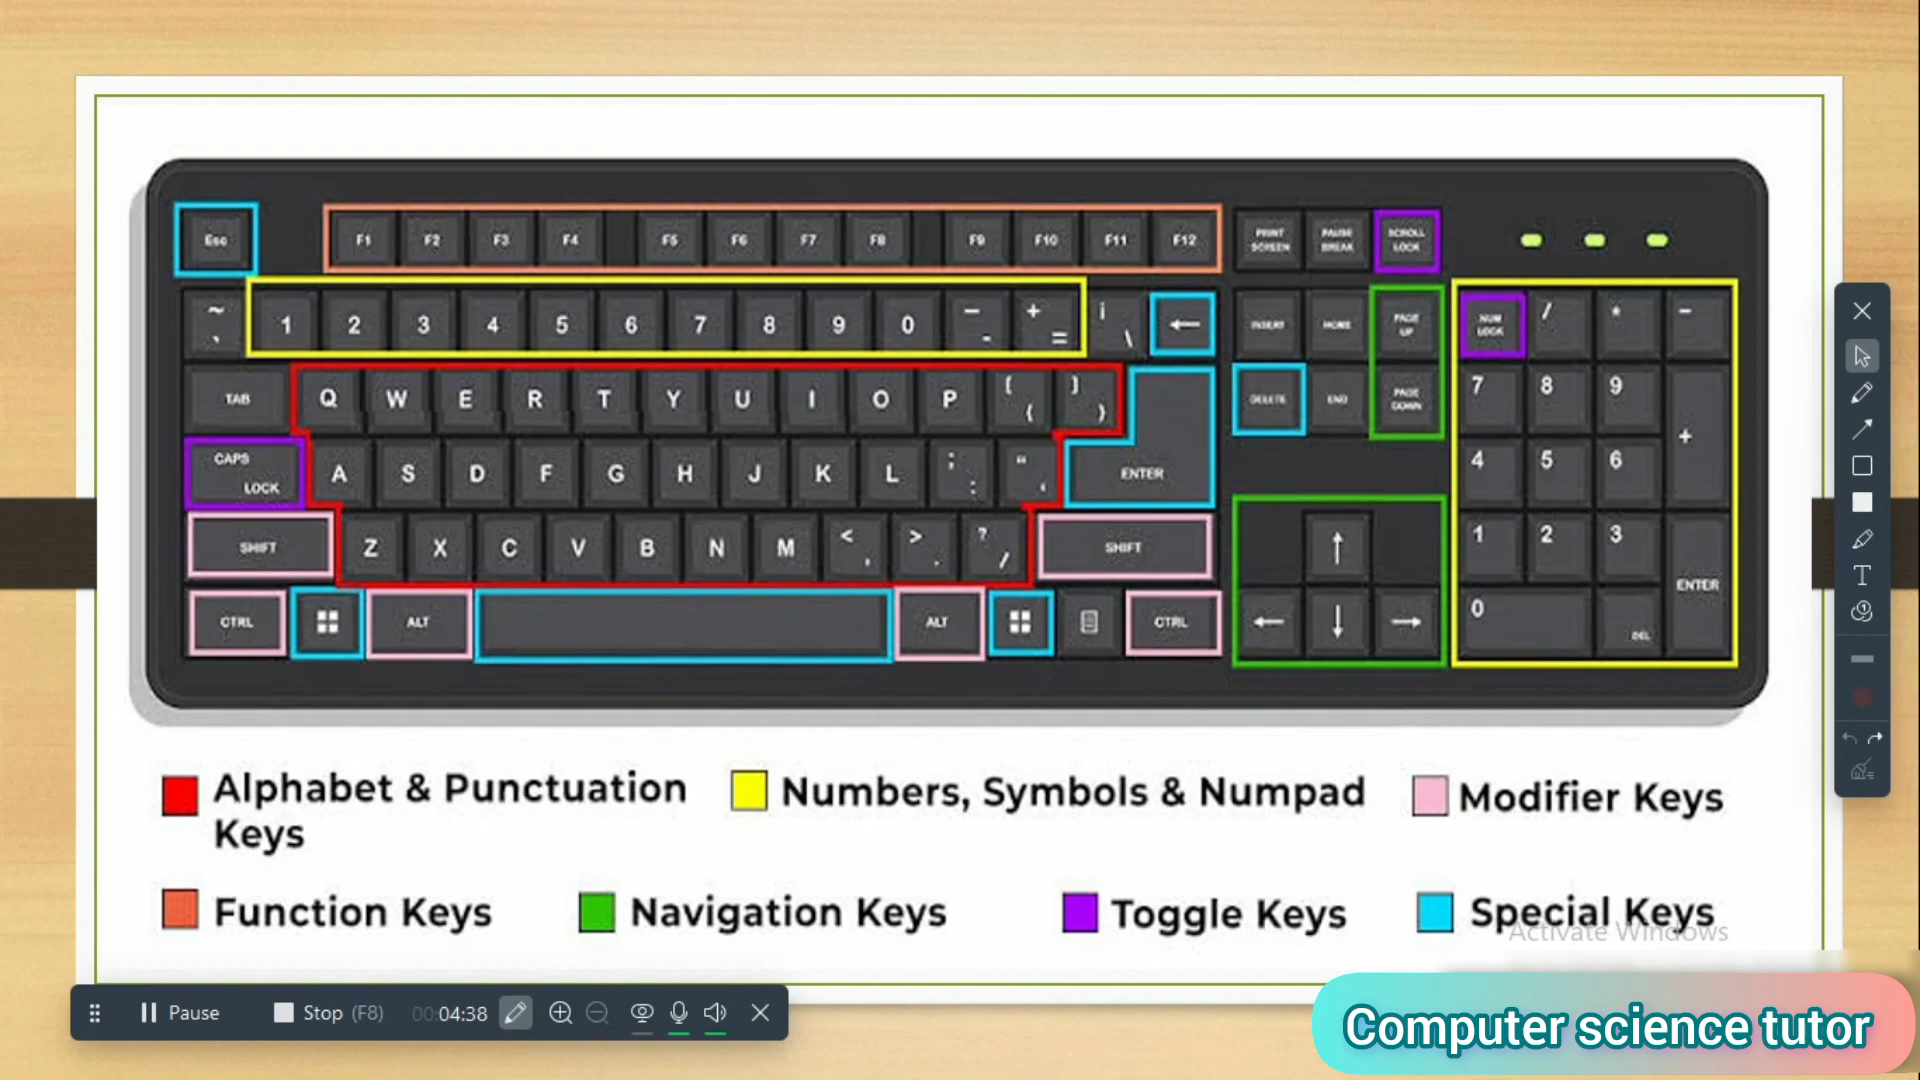 Esc F1 F2 F3 F4 F5 F6 F7 F8 F9 F10 F11 F12 PRINT SCREEN PAUSE BREAK SCROLL LOCK
~ ` 1 2 3 4 5 6 7 8 9 0 — - + = ¡ \ ← INSERT HOME PAGE UP NUM LOCK / * −
TAB Q W E R T Y U I O P { ( } ) DELETE END PAGE DOWN 7 8 9 +
CAPS LOCK A S D F G H J K L ; : “ ‘ ENTER 4 5 6
SHIFT Z X C V B N M < , > . ? / SHIFT ↑ 1 2 3 ENTER
CTRL ALT ALT CTRL ← ↓ → 0 DEL
Alphabet & Punctuation
Keys
Numbers, Symbols & Numpad
Modifier Keys
Function Keys
Navigation Keys
Toggle Keys
Special Keys
Activate Windows
Pause Stop (F8) 00:04:38
Computer science tutor